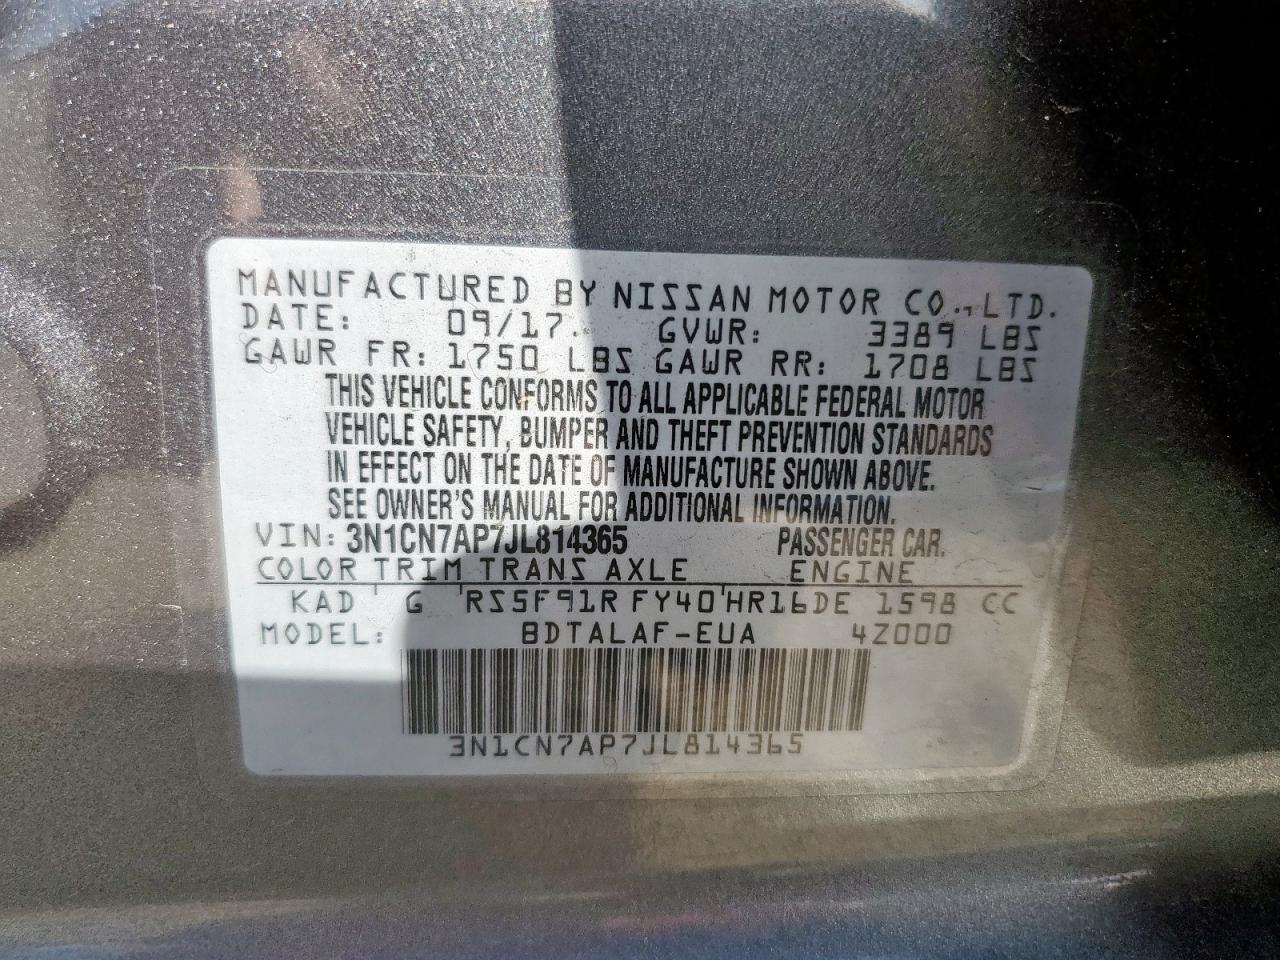 MANUFACTURED BY NISSAN MOTOR CO., LTD.
DATE: 09/17 GVWR: 3389 LBS
GAWR FR: 1750 LBS GAWR RR: 1708 LBS
THIS VEHICLE CONFORMS TO ALL APPLICABLE FEDERAL MOTOR
VEHICLE SAFETY, BUMPER AND THEFT PREVENTION STANDARDS
IN EFFECT ON THE DATE OF MANUFACTURE SHOWN ABOVE.
SEE OWNER'S MANUAL FOR ADDITIONAL INFORMATION.
VIN: 3N1CN7AP7JL814365 PASSENGER CAR.
COLOR TRIM TRANS AXLE ENGINE
KAD ' G ' RS5F91R FY40 ' HR16DE 1598 CC
MODEL: BDTALAF-EUA 4Z000
3N1CN7AP7JL814365